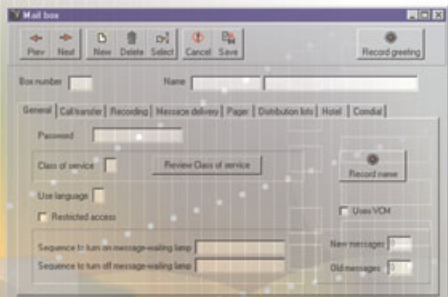 Mail box
Prev Next New Delete Select Cancel Save Record greeting
Box number Name
General Call transfer Recording Message delivery Pager Distribution lists Hotel Comdial
Password
Class of service Review Class of service Record name
Use language
Restricted access Uses VCM
Sequence to turn on message-waiting lamp New messages
Sequence to turn off message-waiting lamp Old messages